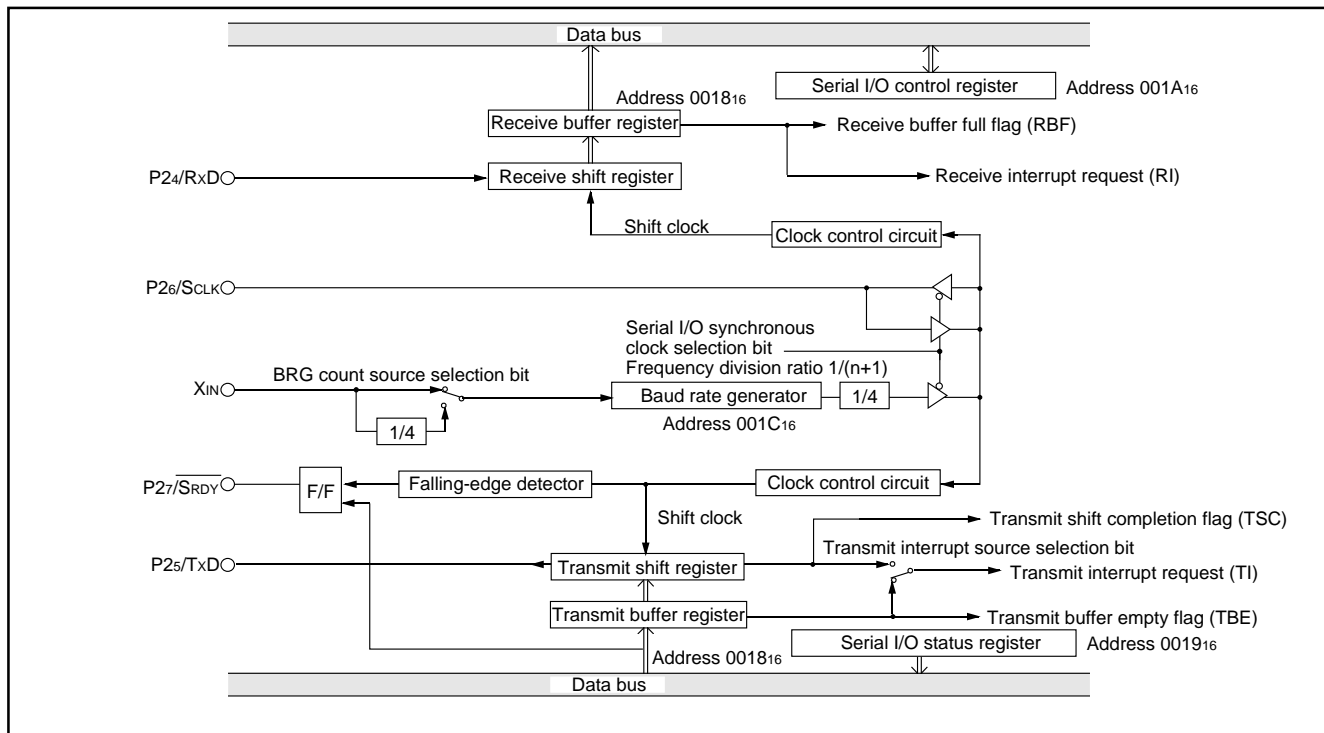 Data bus
Serial I/O control register
Address 001A16
Address 001816
Receive buffer register
Receive buffer full flag (RBF)
P24/RXD
Receive shift register
Receive interrupt request (RI)
Shift clock
Clock control circuit
P26/SCLK
Serial I/O synchronous
clock selection bit
Frequency division ratio 1/(n+1)
XIN
BRG count source selection bit
Baud rate generator
1/4
1/4
Address 001C16
P27/SRDY
F/F
Falling-edge detector
Clock control circuit
Shift clock
Transmit shift completion flag (TSC)
Transmit interrupt source selection bit
P25/TXD
Transmit shift register
Transmit interrupt request (TI)
Transmit buffer register
Transmit buffer empty flag (TBE)
Serial I/O status register
Address 001916
Address 001816
Data bus